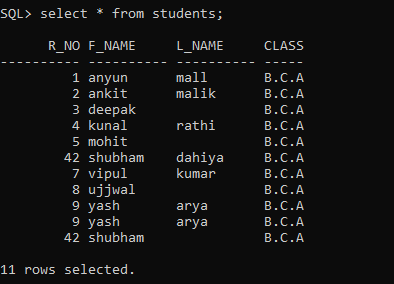 SQL> select * from students;
R_NO F_NAME L_NAME CLASS
---------- ---------- ---------- -----
1 anyun mall B.C.A
2 ankit malik B.C.A
3 deepak B.C.A
4 kunal rathi B.C.A
5 mohit B.C.A
42 shubham dahiya B.C.A
7 vipul kumar B.C.A
8 ujjwal B.C.A
9 yash arya B.C.A
9 yash arya B.C.A
42 shubham B.C.A
11 rows selected.